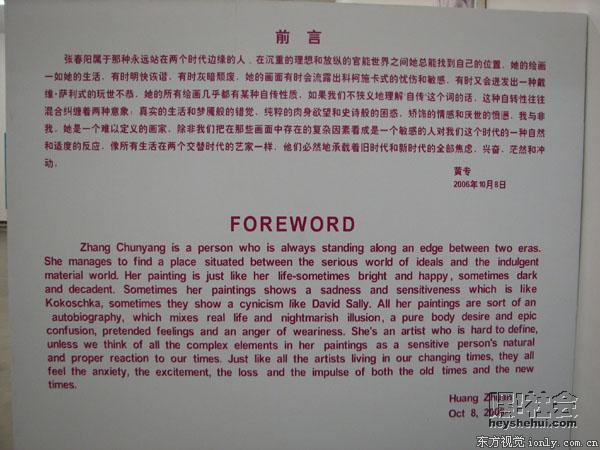 前 言
张春阳属于那种永远站在两个时代边缘的人，在沉重的理想和放纵的官能世界之间她总能找到自己的位置，她的绘画
一如她的生活，有时明快诙谐，有时灰暗颓废，她的画面有时会流露出科柯施卡式的忧伤和敏感，有时又会迸发出一种戴
维·萨利式的玩世不恭，她的所有绘画几乎都有某种自传性质，如果我们不狭义地理解‘自传’这个词的话，这种自转性往往
混合纠缠着两种意象：真实的生活和梦魇般的错觉，纯粹的肉身欲望和史诗般的困惑，矫饰的情感和厌世的愤懑，我与非
我，她是一个难以定义的画家，除非我们把在那些画面中存在的复杂因素看成是一个敏感的人对我们这个时代的一种自然
和适度的反应，像所有生活在两个交替时代的艺家一样，他们必然地承载着旧时代和新时代的全部焦虑，兴奋，茫然和冲
动。
黄专
2006年10月8日
FOREWORD
Zhang Chunyang is a person who is always standing along an edge between two eras.
She manages to find a place situated between the serious world of ideals and the indulgent
material world. Her painting is just like her life-sometimes bright and happy, sometimes dark
and decadent. Sometimes her paintings shows a sadness and sensitiveness which is like
Kokoschka, sometimes they show a cynicism like David Sally. All her paintings are sort of an
autobiography, which mixes real life and nightmarish illusion, a pure body desire and epic
confusion, pretended feelings and an anger of weariness. She's an artist who is hard to define,
unless we think of all the complex elements in her paintings as a sensitive person's natural
and proper reaction to our times. Just like all the artists living in our changing times, they all
feel the anxiety, the excitement, the loss and the impulse of both the old times and the new
times.
Huang Zhuan
Oct 8, 2006
黑社会
heyshehui.com
东方视觉 ionly.com.cn